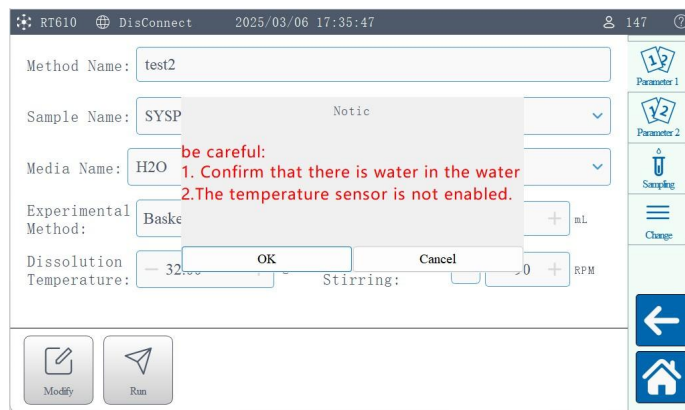 RT610 DisConnect 2025/03/06 17:35:47 147
Method Name: test2
Parameter 1
Sample Name: SYSP
Notic
Parameter 2
be careful:
Media Name: H2O
1. Confirm that there is water in the water
2.The temperature sensor is not enabled.
Sampling
Experimental
Method: Baske mL
Change
Dissolution
Temperature: 32. Stirring: RPM
OK Cancel
Modify Run